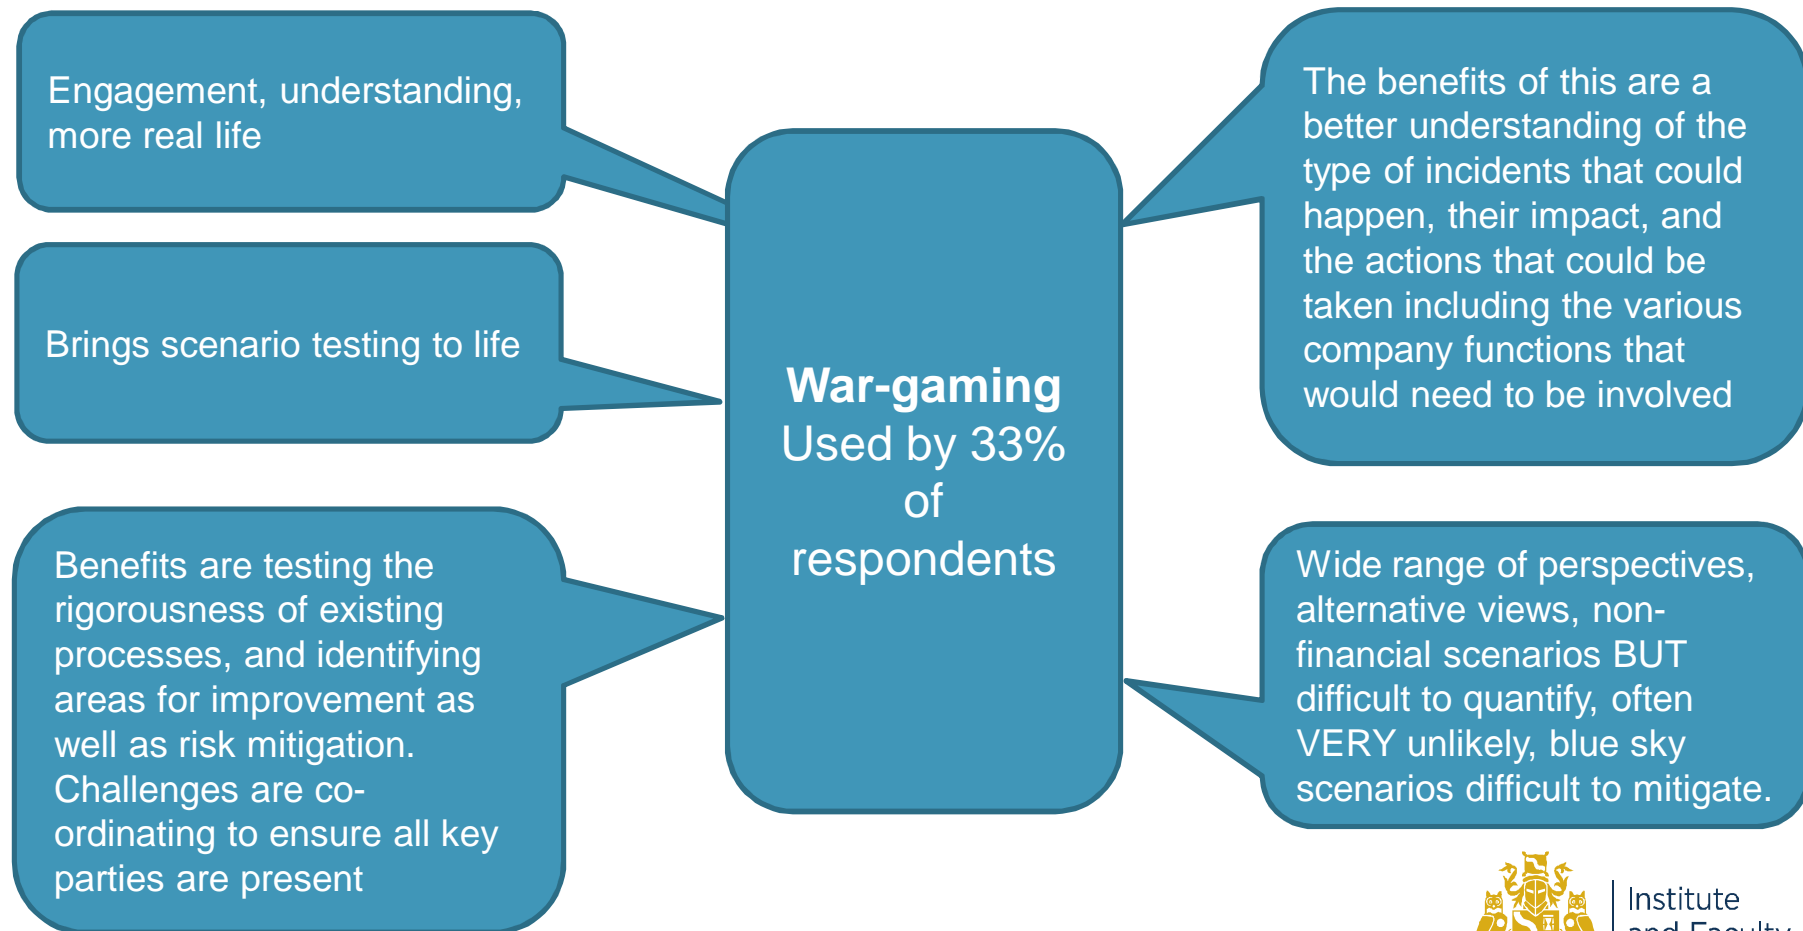 Engagement, understanding,
more real life
Brings scenario testing to life
Benefits are testing the
rigorousness of existing
processes, and identifying
areas for improvement as
well as risk mitigation.
Challenges are co-
ordinating to ensure all key
parties are present
War-gaming
Used by 33%
of
respondents
The benefits of this are a
better understanding of the
type of incidents that could
happen, their impact, and
the actions that could be
taken including the various
company functions that
would need to be involved
Wide range of perspectives,
alternative views, non-
financial scenarios BUT
difficult to quantify, often
VERY unlikely, blue sky
scenarios difficult to mitigate.
Institute
and Faculty